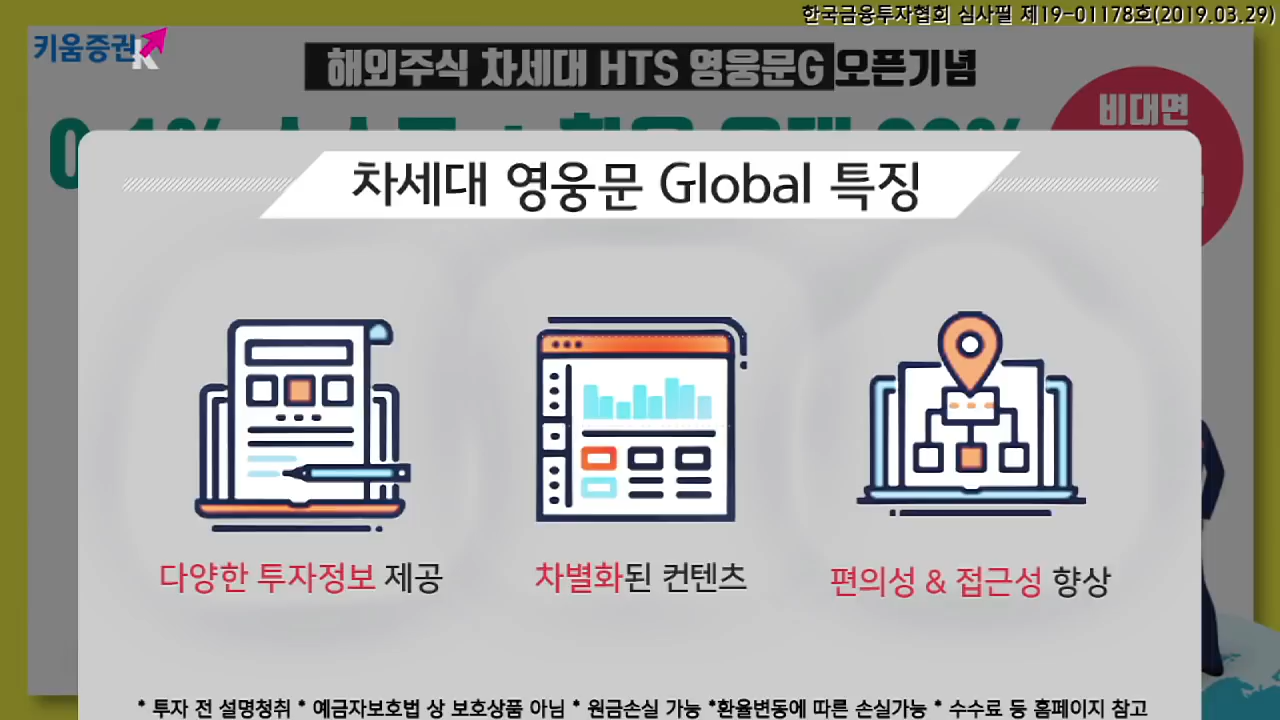 한국금융투자협회 심사필 제19-01178호(2019.03.29)
키움증권
해외주식 차세대 HTS 영웅문G 오픈기념
비대면
차세대 영웅문 Global 특징
다양한 투자정보 제공
차별화된 컨텐츠
편의성 & 접근성 향상
* 투자 전 설명청취 * 예금자보호법 상 보호상품 아님 * 원금손실 가능 *환율변동에 따른 손실가능 * 수수료 등 홈페이지 참고